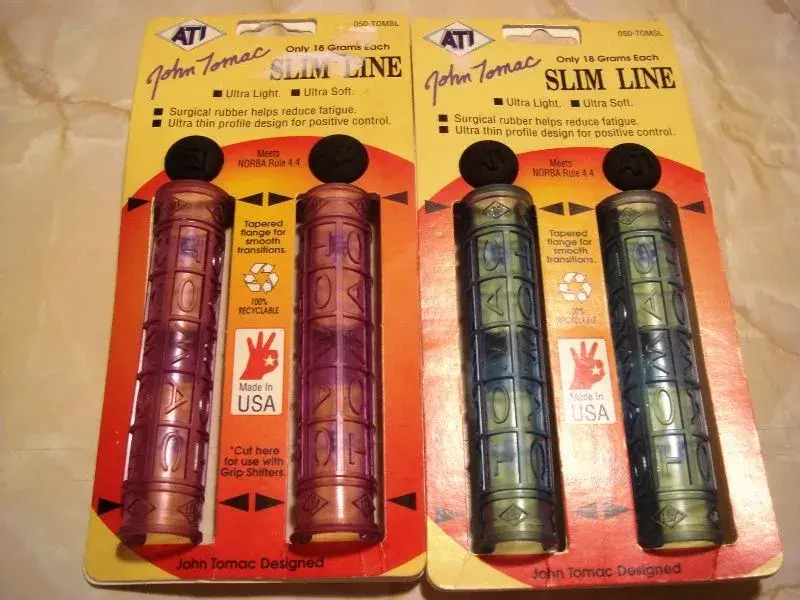 ATI
050-TOMSL
Only 18 Grams Each
John Tomac
SLIM LINE
■ Ultra Light. ■ Ultra Soft.
■ Surgical rubber helps reduce fatigue.
■ Ultra thin profile design for positive control.
Meets
NORBA Rule 4.4
Tapered
flange for
smooth
transitions.
100%
RECYCLABLE
Made In
USA
*Cut here
for use with
Grip Shifters.
TOMAC
TOMAC
John Tomac Designed
ATI
050-TOMSL
Only 18 Grams Each
John Tomac
SLIM LINE
■ Ultra Light. ■ Ultra Soft.
■ Surgical rubber helps reduce fatigue.
■ Ultra thin profile design for positive control.
Meets
NORBA Rule 4.4
Tapered
flange for
smooth
transitions.
100%
RECYCLABLE
Made In
USA
TOMAC
TOMAC
John Tomac Designed